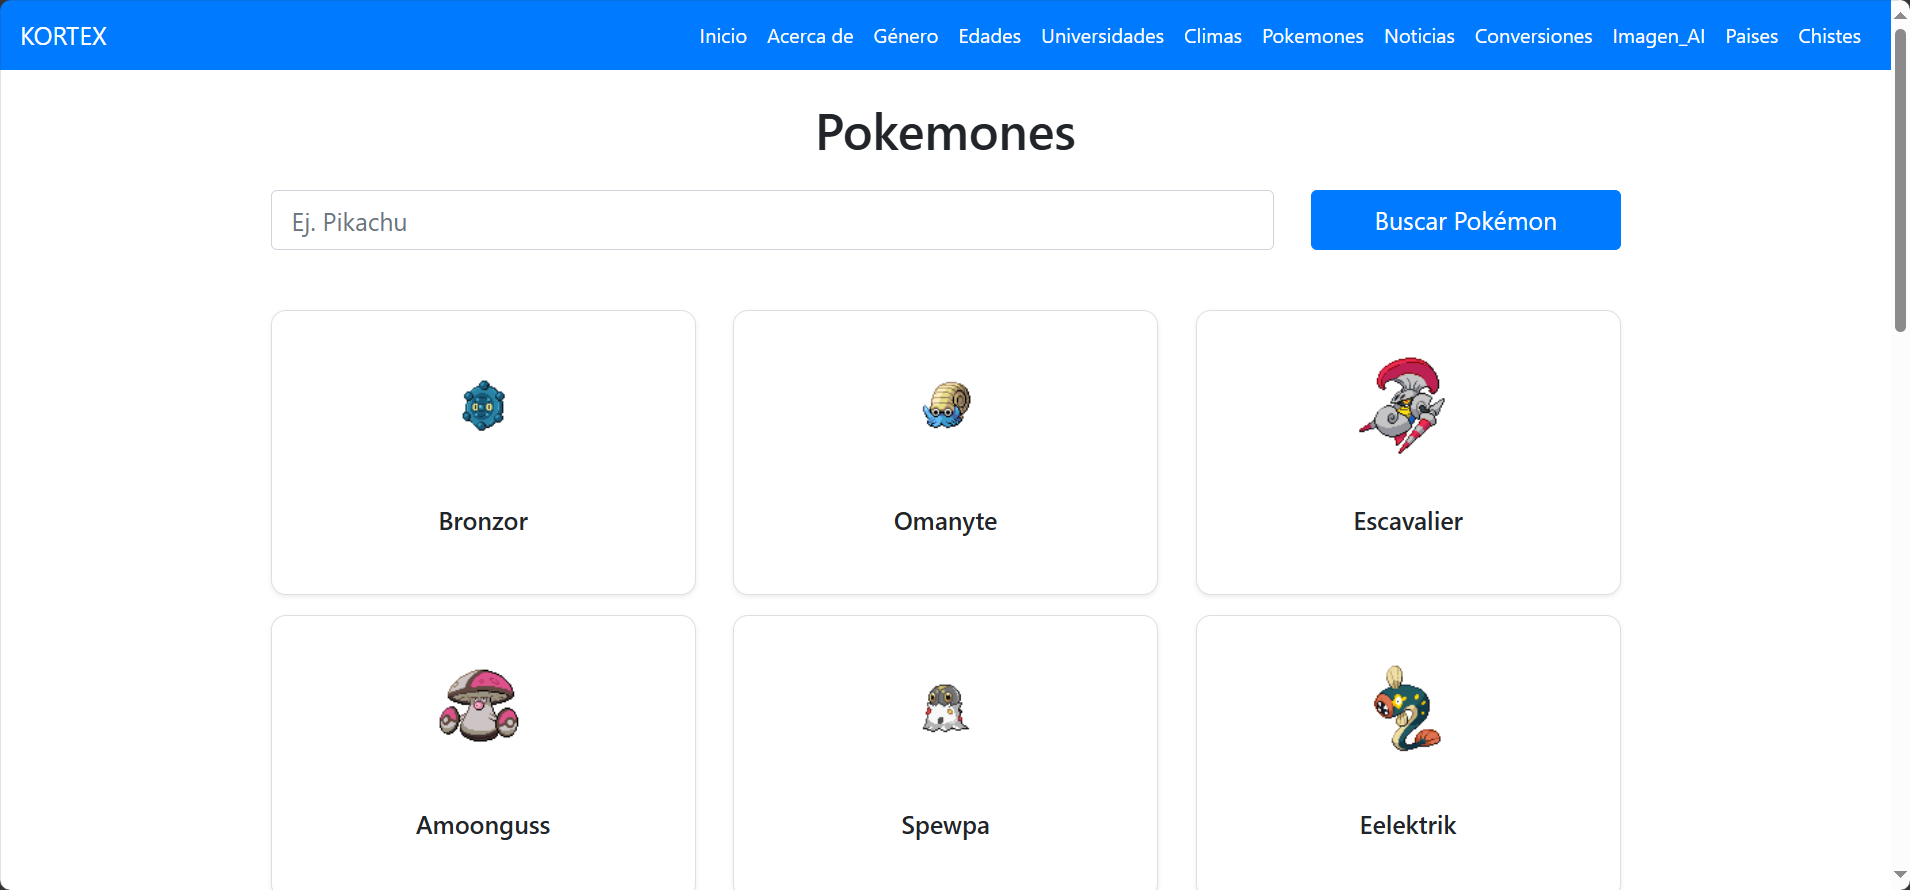 KORTEX Inicio Acerca de Género Edades Universidades Climas Pokemones Noticias Conversiones Imagen_AI Paises Chistes
Pokemones
Ej. Pikachu Buscar Pokémon
Bronzor Omanyte Escavalier
Amoonguss Spewpa Eelektrik